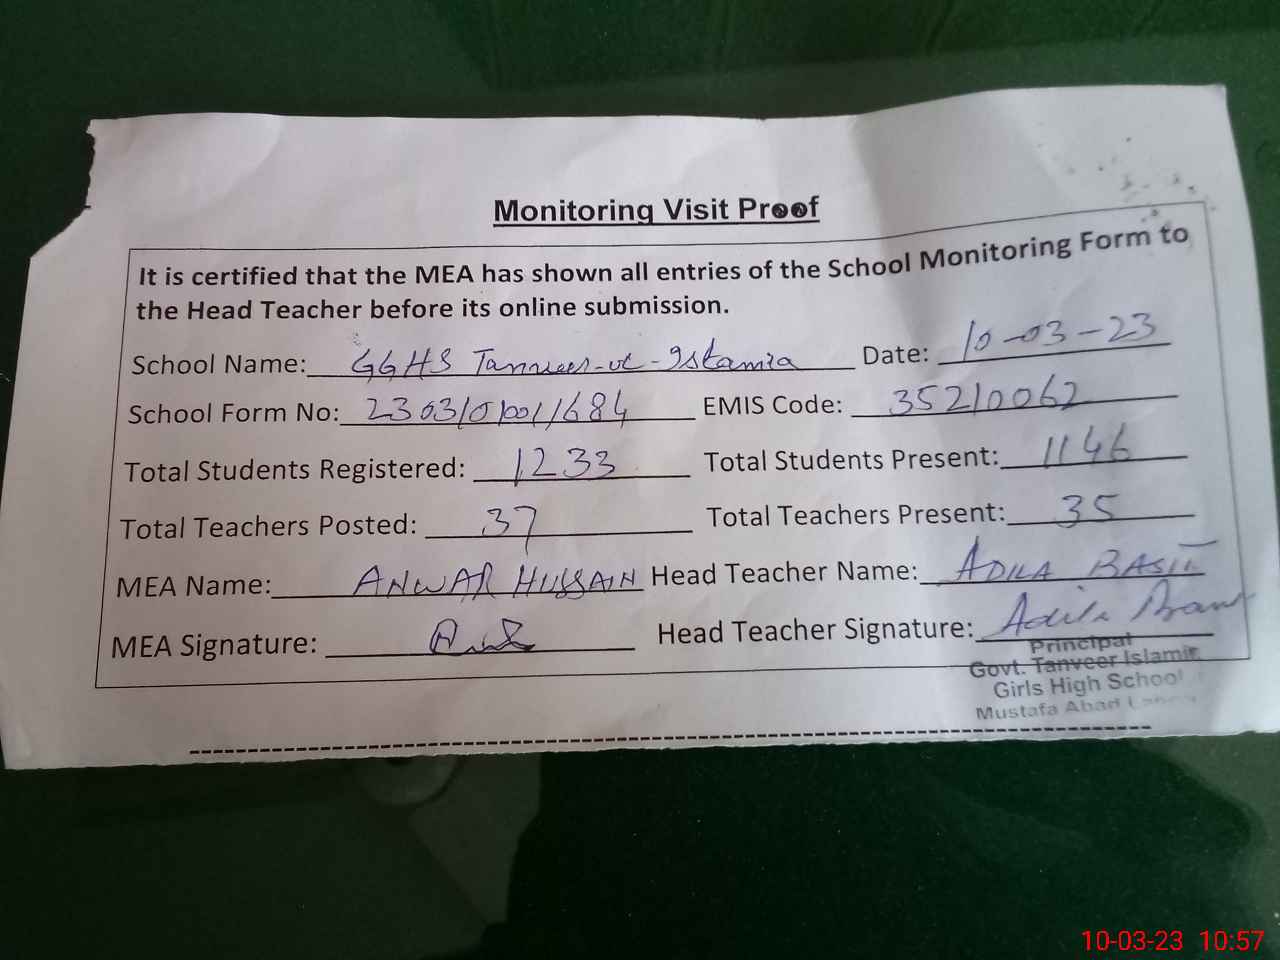 Monitoring Visit Proof
It is certified that the MEA has shown all entries of the School Monitoring Form to
the Head Teacher before its online submission.
School Name: GGHS Tanveer-ul-Islamia Date: 10-03-23
School Form No: EMIS Code: 35210062
Total Students Registered: 1233 Total Students Present: 1146
Total Teachers Posted: 37 Total Teachers Present: 35
MEA Name: ANWAR HUSSAIN Head Teacher Name: ADILA BASIT
MEA Signature: Head Teacher Signature: Adila
Principal
Govt. Tanveer Islamia
Girls High School
Mustafa Abad
10-03-23 10:57